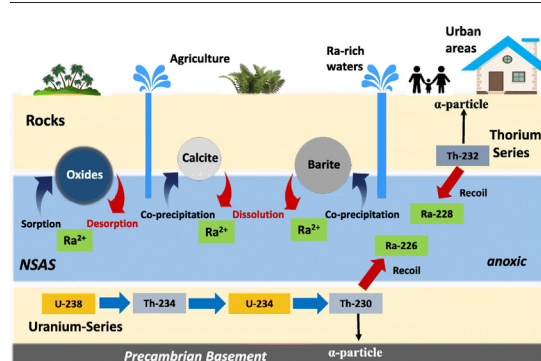 Urban
areas
Agriculture
Ra-rich
waters
α-particle
Rocks
Thorium
Series
Calcite
Barite
Th-232
Oxides
Recoil
Sorption
Desorption
Co-precipitation
Dissolution
Co-precipitation
Ra-228
Ra²⁺
Ra²⁺
Ra²⁺
Ra-226
NSAS
Recoil
anoxic
U-238
Th-234
U-234
Th-230
Uranium-Series
α-particle
Precambrian Basement